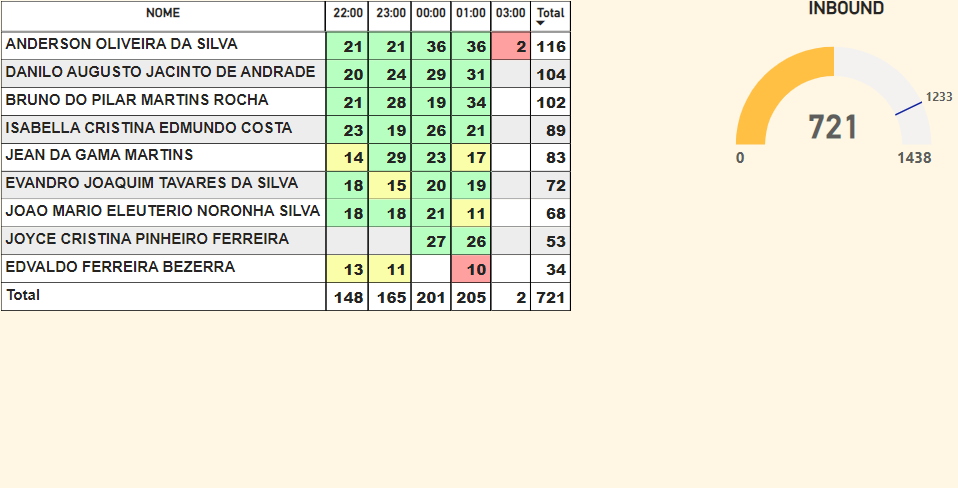 NOME 22:00 23:00 00:00 01:00 03:00 Total
ANDERSON OLIVEIRA DA SILVA 21 21 36 36 2 116
DANILO AUGUSTO JACINTO DE ANDRADE 20 24 29 31 104
BRUNO DO PILAR MARTINS ROCHA 21 28 19 34 102
ISABELLA CRISTINA EDMUNDO COSTA 23 19 26 21 89
JEAN DA GAMA MARTINS 14 29 23 17 83
EVANDRO JOAQUIM TAVARES DA SILVA 18 15 20 19 72
JOAO MARIO ELEUTERIO NORONHA SILVA 18 18 21 11 68
JOYCE CRISTINA PINHEIRO FERREIRA 27 26 53
EDVALDO FERREIRA BEZERRA 13 11 10 34
Total 148 165 201 205 2 721
INBOUND
1233
721
0 1438